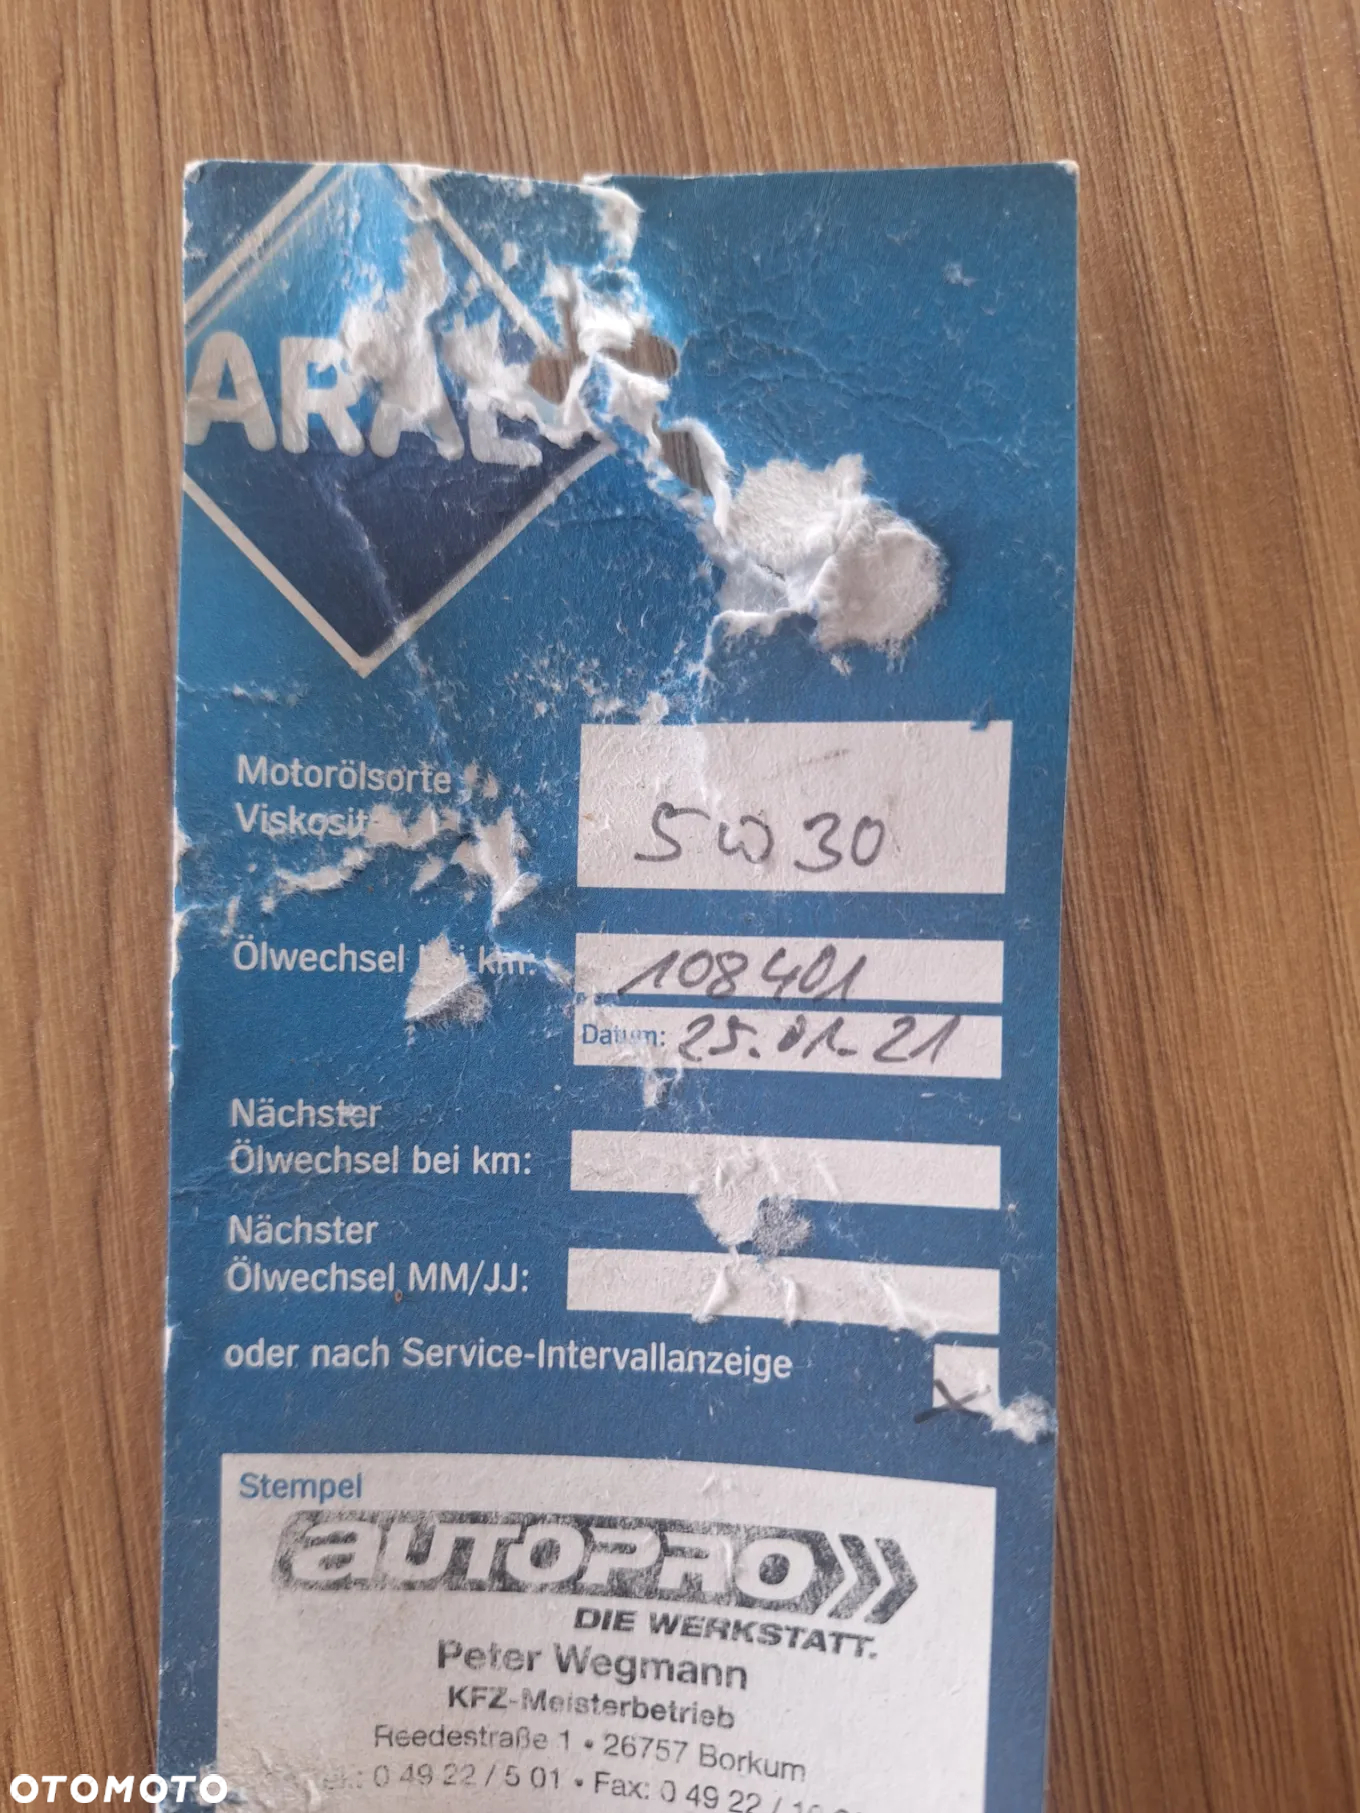 ARAL
Motorölsorte
Viskosit
5W30
Ölwechsel bei km:
108401
Datum: 25.01.21
Nächster
Ölwechsel bei km:
Nächster
Ölwechsel MM/JJ:
oder nach Service-Intervallanzeige
X
Stempel
AUTOPRO
DIE WERKSTATT.
Peter Wegmann
KFZ-Meisterbetrieb
Reedestraße 1 • 26757 Borkum
0 49 22 / 5 01 • Fax: 0 49 22 /
OTOMOTO